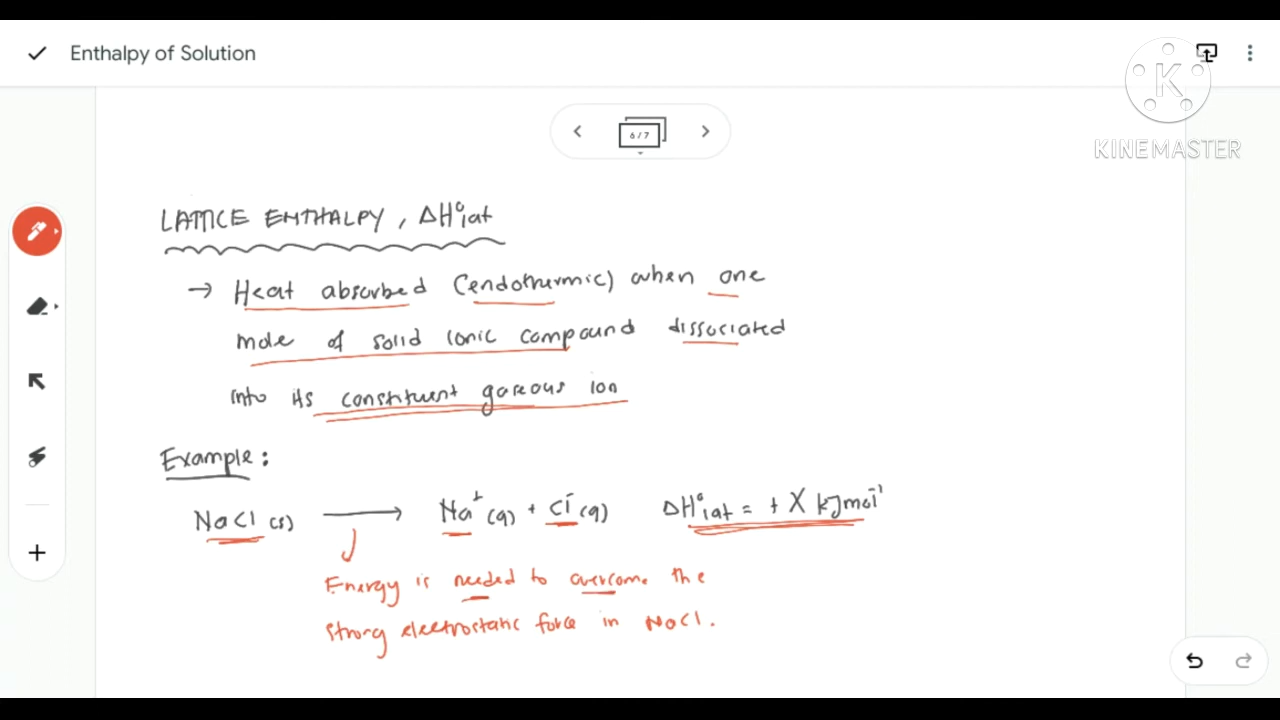 Enthalpy of Solution
KINEMASTER
6/7
LATTICE ENTHALPY, ΔH°lat
→ Heat absorbed (endothermic) when one
mole of solid ionic compound dissociated
into its constituent gaseous ion
Example:
NaCl (s) → Na⁺ (g) + Cl⁻ (g) ΔH°lat = + X kJmol⁻¹
Energy is needed to overcome the
strong electrostatic force in NaCl.